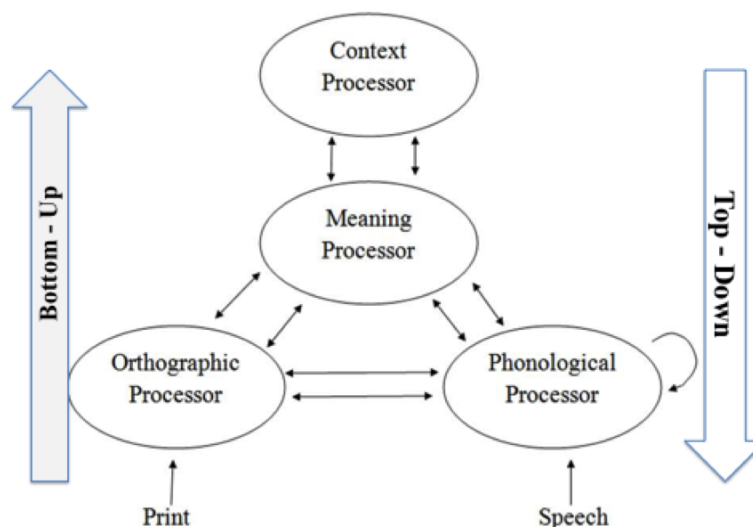 Context
Processor
Meaning
Processor
Bottom - Up
Top - Down
Orthographic
Processor
Phonological
Processor
Print
Speech